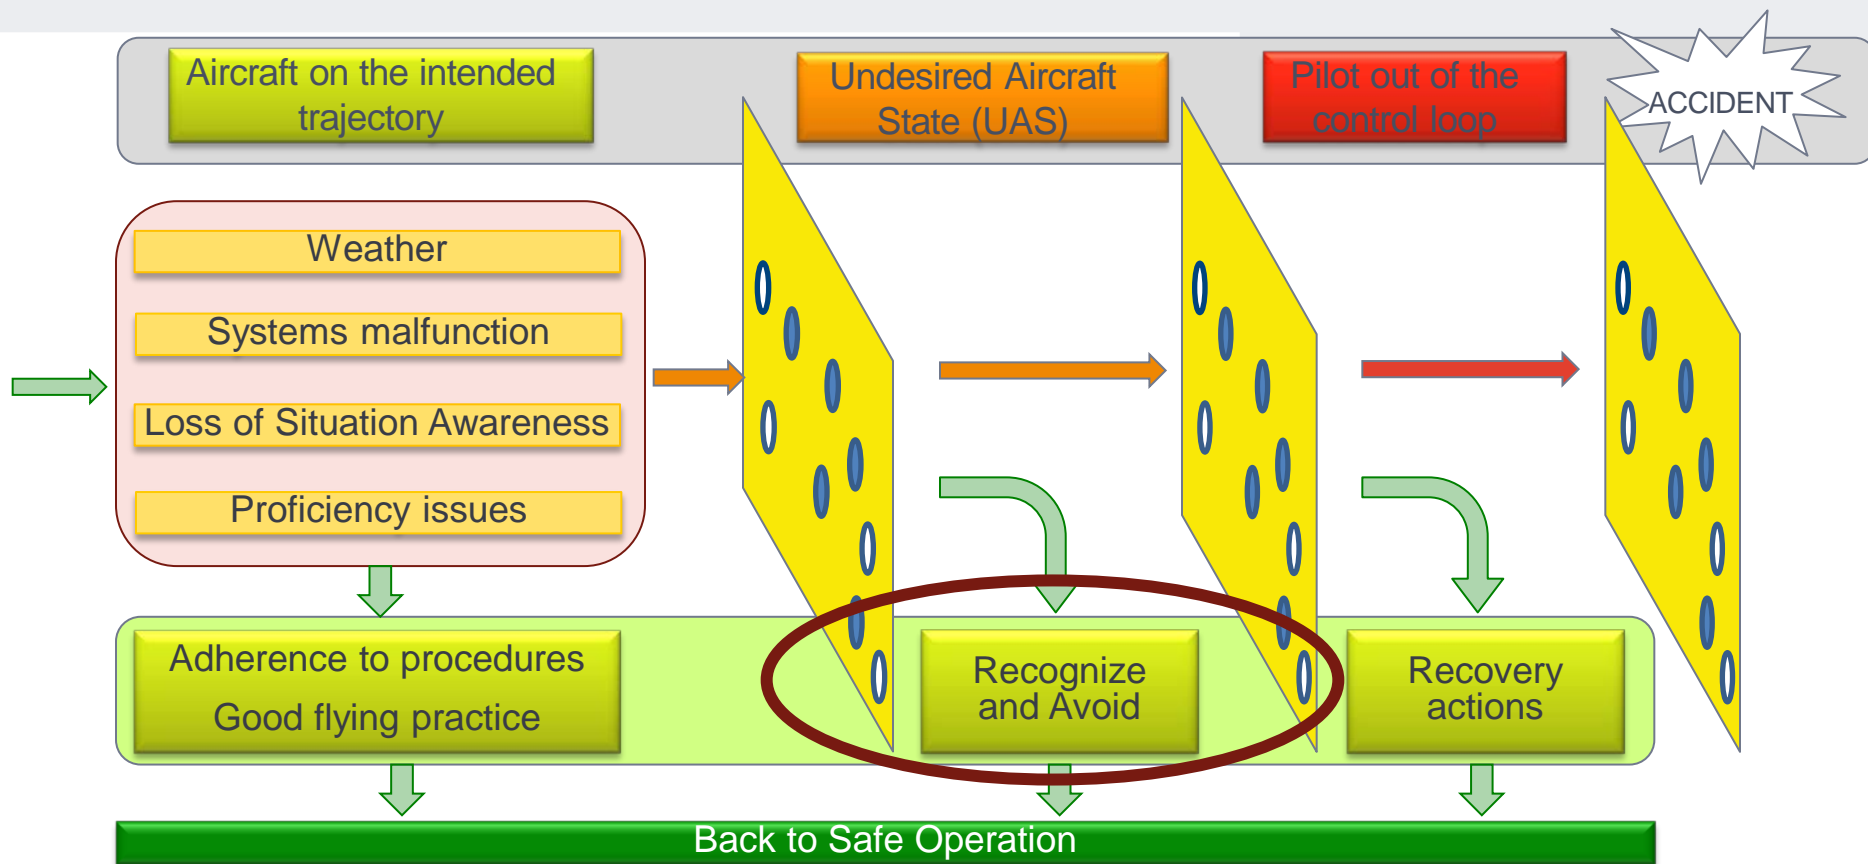 Aircraft on the intended
trajectory
Undesired Aircraft
State (UAS)
Pilot out of the
control loop
ACCIDENT
Weather
Systems malfunction
Loss of Situation Awareness
Proficiency issues
Adherence to procedures
Good flying practice
Recognize
and Avoid
Recovery
actions
Back to Safe Operation